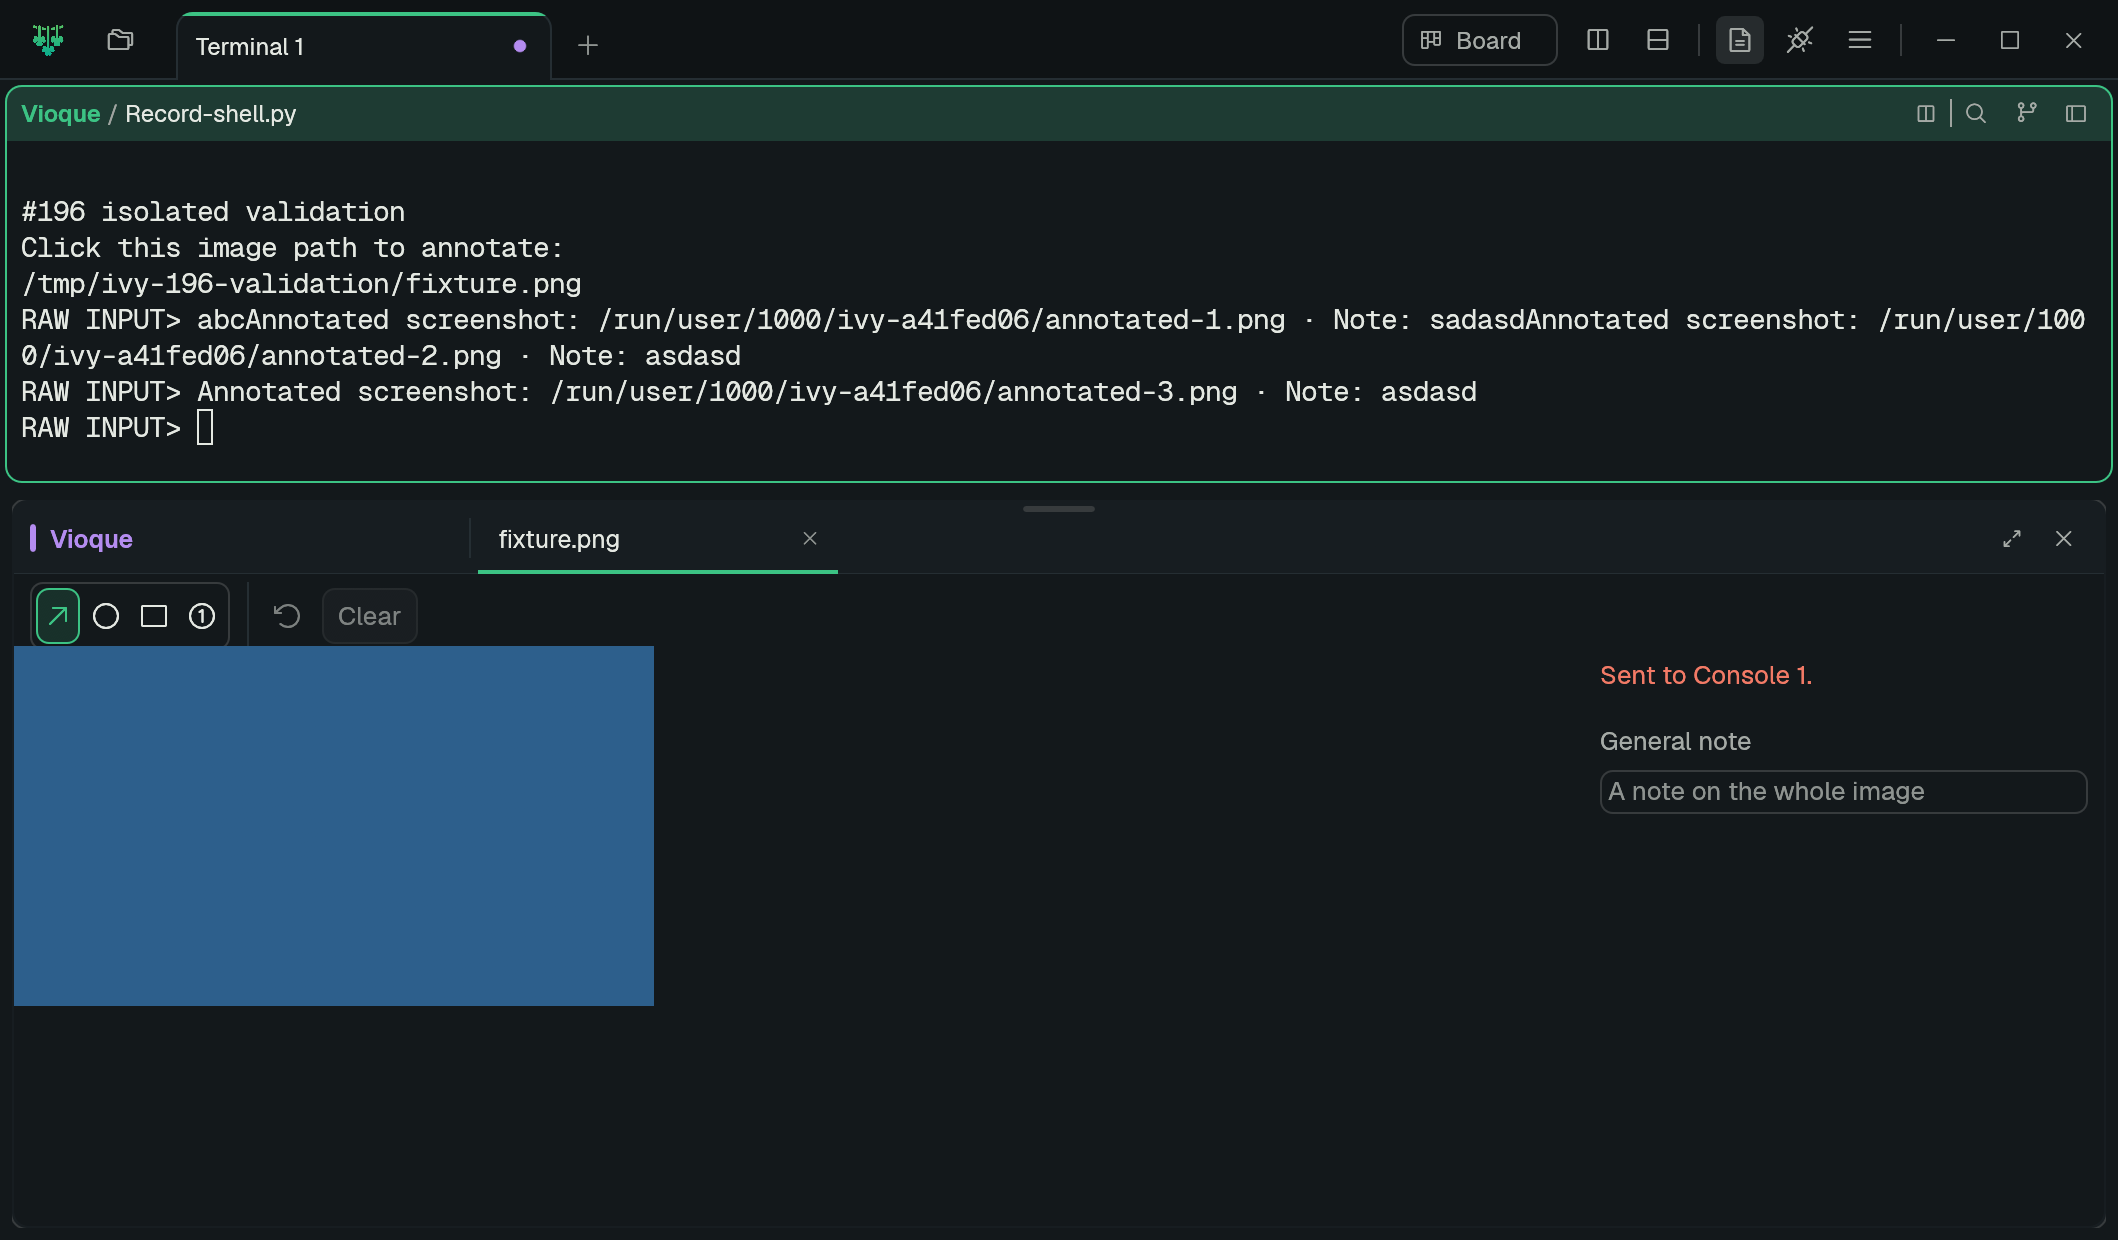 Terminal 1
Board
Vioque / Record-shell.py
#196 isolated validation
Click this image path to annotate:
/tmp/ivy-196-validation/fixture.png
RAW INPUT> abcAnnotated screenshot: /run/user/1000/ivy-a41fed06/annotated-1.png · Note: sadasdAnnotated screenshot: /run/user/100
0/ivy-a41fed06/annotated-2.png · Note: asdasd
RAW INPUT> Annotated screenshot: /run/user/1000/ivy-a41fed06/annotated-3.png · Note: asdasd
RAW INPUT>
Vioque
fixture.png
1
Clear
Sent to Console 1.
General note
A note on the whole image